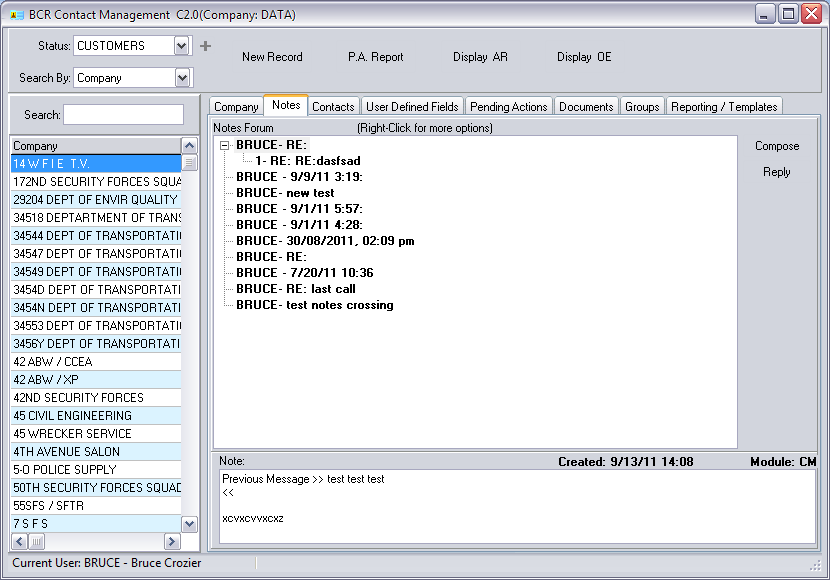 BCR Contact Management C2.0(Company: DATA)
Status: CUSTOMERS
New Record P.A. Report Display AR Display OE
Search By: Company
Search:
Company Notes Contacts User Defined Fields Pending Actions Documents Groups Reporting / Templates
Company
14 W F I E T.V.
172ND SECURITY FORCES SQUA
29204 DEPT OF ENVIR QUALITY
34518 DEPTARTMENT OF TRANS
34544 DEPT OF TRANSPORTATI
34547 DEPT OF TRANSPORTATI
34549 DEPT OF TRANSPORTATI
3454D DEPT OF TRANSPORTATI
3454N DEPT OF TRANSPORTATI
34553 DEPT OF TRANSPORTATI
3456Y DEPT OF TRANSPORTATI
42 ABW / CCEA
42 ABW / XP
42ND SECURITY FORCES
45 CIVIL ENGINEERING
45 WRECKER SERVICE
4TH AVENUE SALON
5-0 POLICE SUPPLY
50TH SECURITY FORCES SQUAD
55SFS / SFTR
7 S F S
Notes Forum (Right-Click for more options)
BRUCE- RE:
1- RE: RE:dasfsad
BRUCE - 9/9/11 3:19:
BRUCE- new test
BRUCE - 9/1/11 5:57:
BRUCE - 9/1/11 4:28:
BRUCE- 30/08/2011, 02:09 pm
BRUCE- RE:
BRUCE - 7/20/11 10:36
BRUCE- RE: last call
BRUCE- test notes crossing
Compose
Reply
Note: Created: 9/13/11 14:08 Module: CM
Previous Message >> test test test
<<
xcvxcvvxcxz
Current User: BRUCE - Bruce Crozier